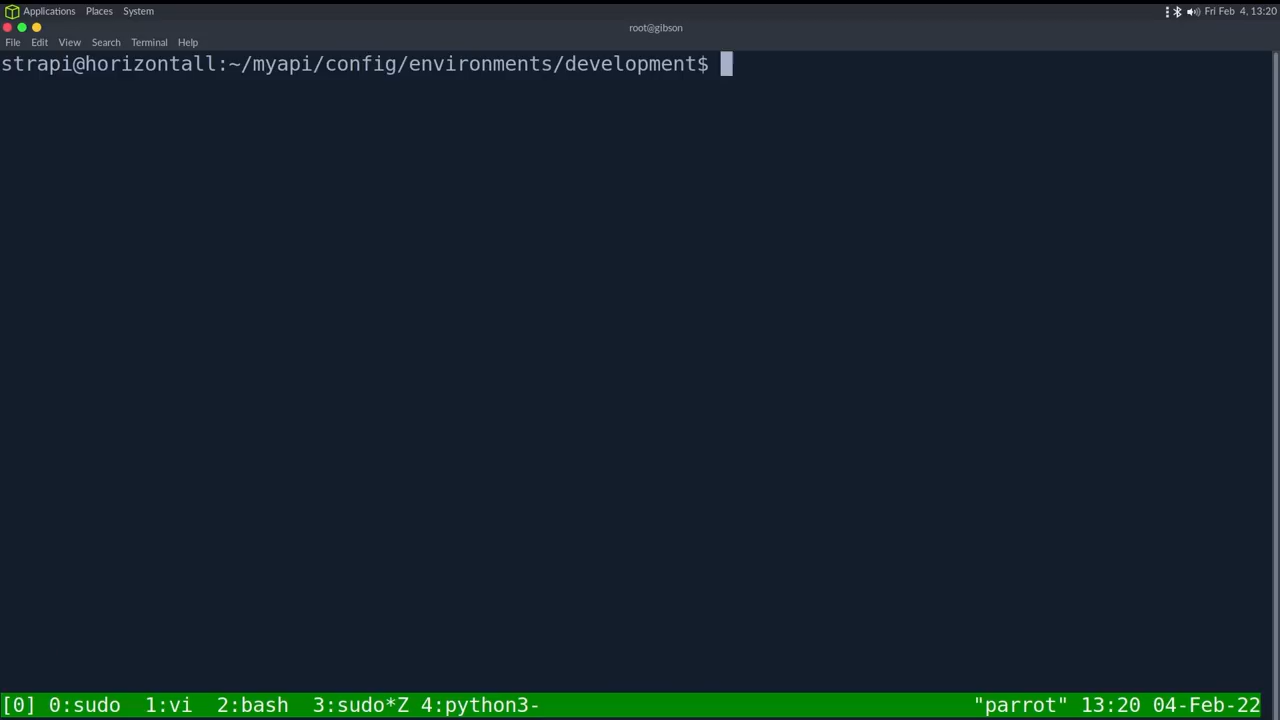 Applications Places System Fri Feb 4, 13:20
root@gibson
File Edit View Search Terminal Help
strapi@horizontall:~/myapi/config/environments/development$
[0] 0:sudo 1:vi 2:bash 3:sudo*Z 4:python3- "parrot" 13:20 04-Feb-22